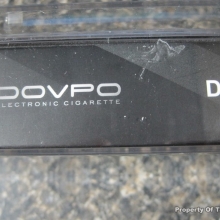 DOVPO
ELECTRONIC CIGARETTE
D
Property Of T